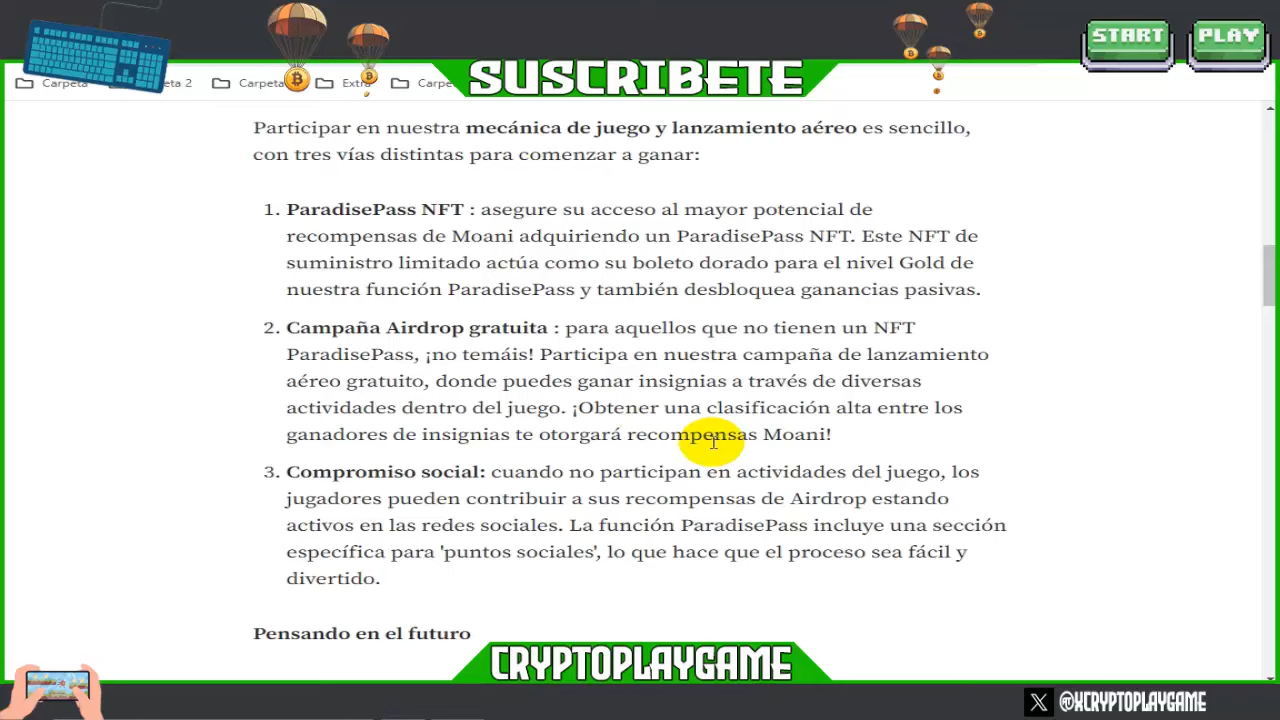 START
PLAY
SUSCRIBETE
Carpeta
eta 2
Carpeta
Extra
Carpe
Participar en nuestra mecánica de juego y lanzamiento aéreo es sencillo,
con tres vías distintas para comenzar a ganar:
1. ParadisePass NFT : asegure su acceso al mayor potencial de
recompensas de Moani adquiriendo un ParadisePass NFT. Este NFT de
suministro limitado actúa como su boleto dorado para el nivel Gold de
nuestra función ParadisePass y también desbloquea ganancias pasivas.
2. Campaña Airdrop gratuita : para aquellos que no tienen un NFT
ParadisePass, ¡no temáis! Participa en nuestra campaña de lanzamiento
aéreo gratuito, donde puedes ganar insignias a través de diversas
actividades dentro del juego. ¡Obtener una clasificación alta entre los
ganadores de insignias te otorgará recompensas Moani!
3. Compromiso social: cuando no participan en actividades del juego, los
jugadores pueden contribuir a sus recompensas de Airdrop estando
activos en las redes sociales. La función ParadisePass incluye una sección
específica para 'puntos sociales', lo que hace que el proceso sea fácil y
divertido.
Pensando en el futuro
CRYPTOPLAYGAME
@XCRYPTOPLAYGAME